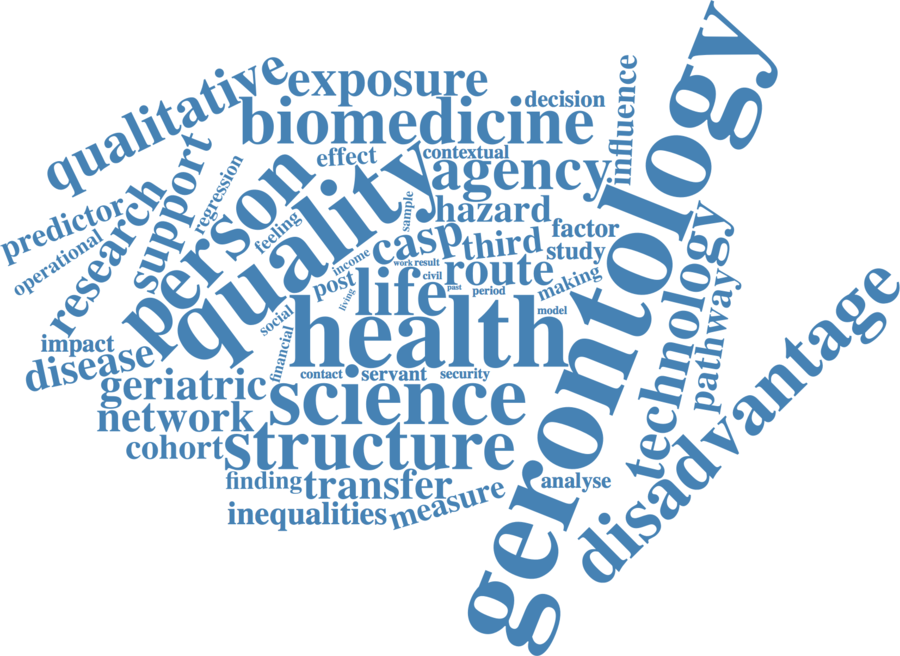 qualitative
exposure
biomedicine
decision
influence
gerontology
effect
contextual
agency
support
regression
person
quality
sample
hazard
feeling
predictor
research
operational
casp
third
factor
study
income
work
result
route
making
post
life
civil
past
period
living
social
health
model
technology
pathway
impact
disease
financial
contact
servant
security
geriatric
science
disadvantage
network
cohort
structure
finding
transfer
analyse
inequalities
measure